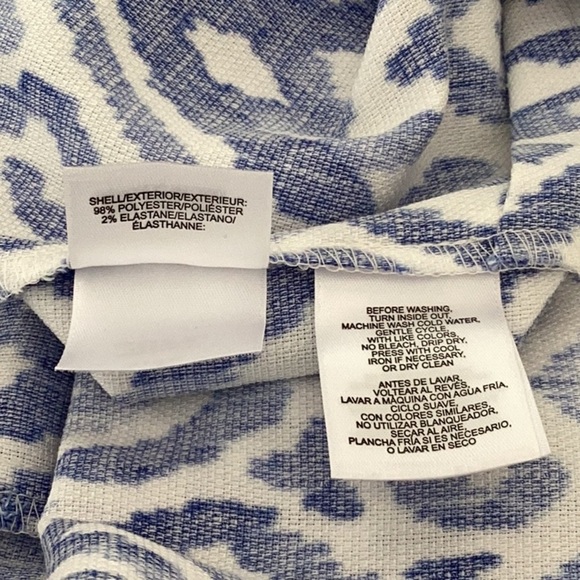 SHELL/EXTERIOR/EXTERIEUR:
98% POLYESTER/POLIÉSTER
2% ELASTANE/ELASTANO/
ÉLASTHANNE:
BEFORE WASHING,
TURN INSIDE OUT,
MACHINE WASH COLD WATER,
GENTLE CYCLE,
WITH LIKE COLORS,
NO BLEACH, DRIP DRY,
PRESS WITH COOL
IRON IF NECESSARY,
OR DRY CLEAN
ANTES DE LAVAR,
VOLTEAR AL REVES,
LAVAR A MÁQUINA CON AGUA FRIA,
CICLO SUAVE,
CON COLORES SIMILARES,
NO UTILIZAR BLANQUEADOR,
SECAR AL AIRE,
PLANCHA FRÍA SI ES NECESARIO,
O LAVAR EN SECO